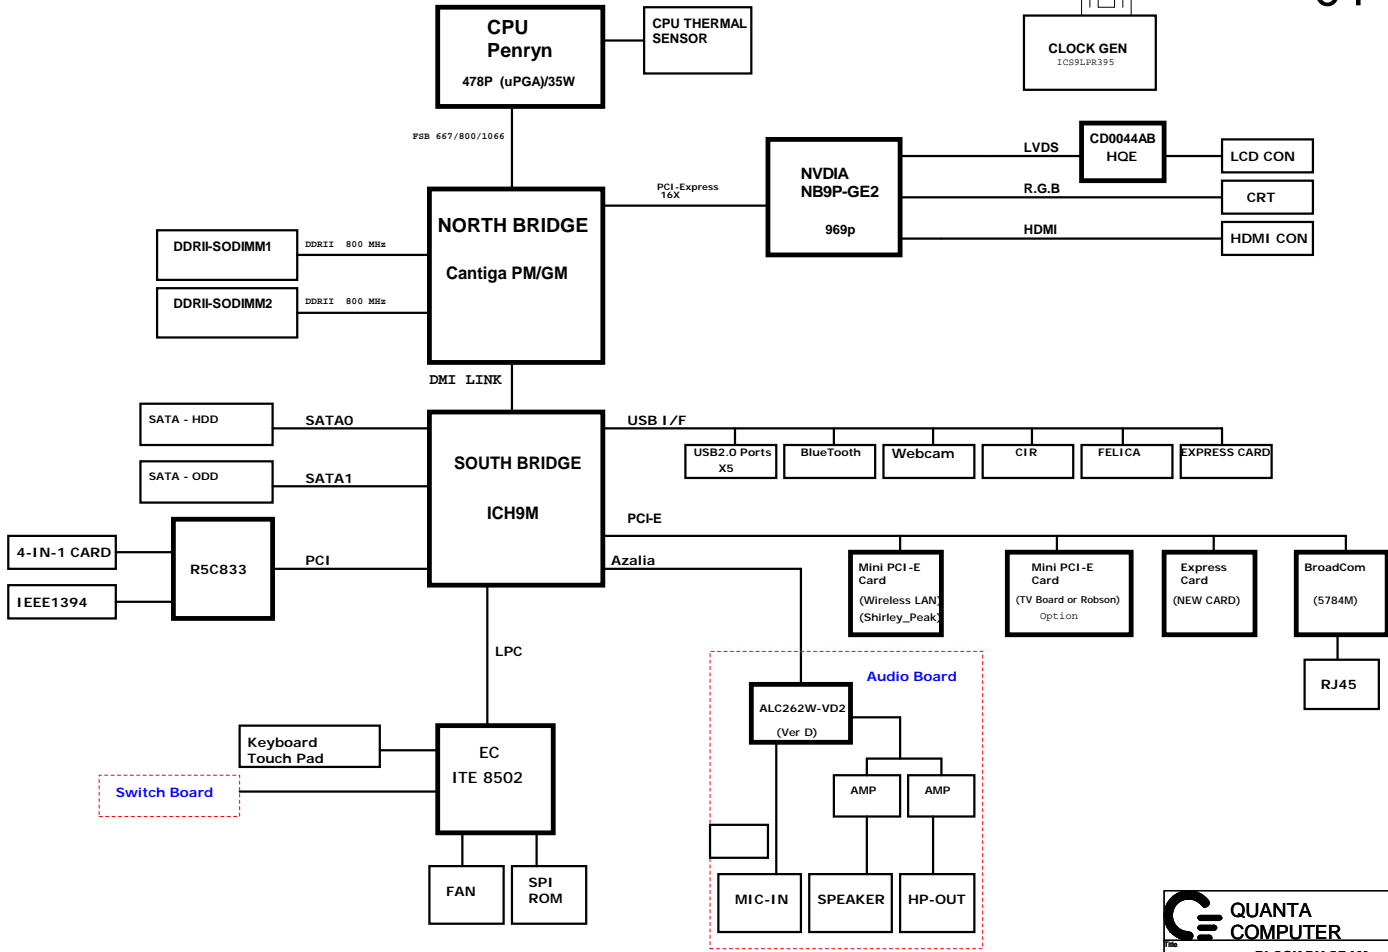 CPU
Penryn
478P (uPGA)/35W
CPU THERMAL
SENSOR
CLOCK GEN
ICS9LPR395
FSB 667/800/1066
NORTH BRIDGE
Cantiga PM/GM
PCI-Express
16X
NVDIA
NB9P-GE2
969p
LVDS
CD0044AB
HQE
LCD CON
R.G.B
CRT
HDMI
HDMI CON
DDRII-SODIMM1
DDRII 800 MHz
DDRII-SODIMM2
DDRII 800 MHz
DMI LINK
SATA - HDD
SATA0
SATA - ODD
SATA1
SOUTH BRIDGE
ICH9M
USB I/F
USB2.0 Ports
X5
BlueTooth
Webcam
CIR
FELICA
EXPRESS CARD
4-IN-1 CARD
IEEE1394
R5C833
PCI
PCI-E
Azalia
Mini PCI-E
Card
(Wireless LAN)
(Shirley_Peak)
Mini PCI-E
Card
(TV Board or Robson)
Option
Express
Card
(NEW CARD)
BroadCom
(5784M)
RJ45
LPC
Keyboard
Touch Pad
Switch Board
EC
ITE 8502
FAN
SPI
ROM
Audio Board
ALC262W-VD2
(Ver D)
AMP
AMP
MIC-IN
SPEAKER
HP-OUT
QUANTA
COMPUTER
Title